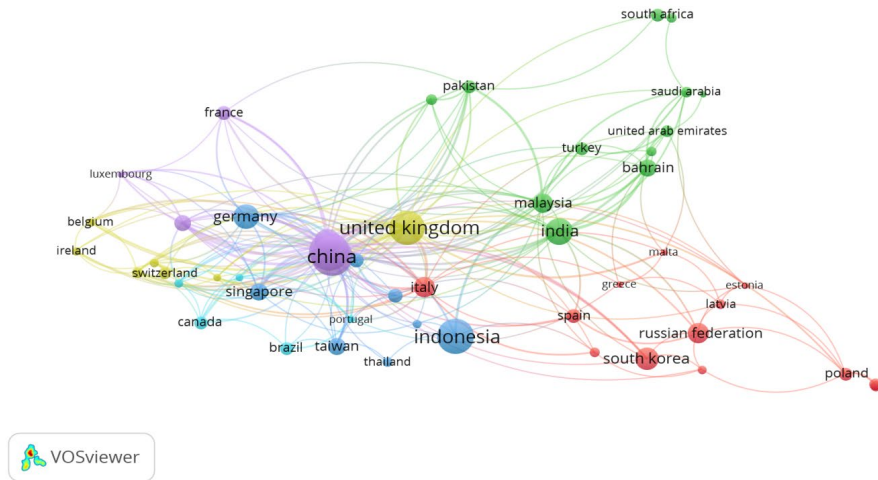 south africa
pakistan
saudi arabia
france
united arab emirates
turkey
bahrain
luxembourg
malaysia
belgium
germany
united kingdom
india
ireland
china
malta
switzerland
singapore
italy
greece
estonia
latvia
canada
portugal
spain
indonesia
russian federation
brazil
taiwan
thailand
south korea
poland
VOSviewer